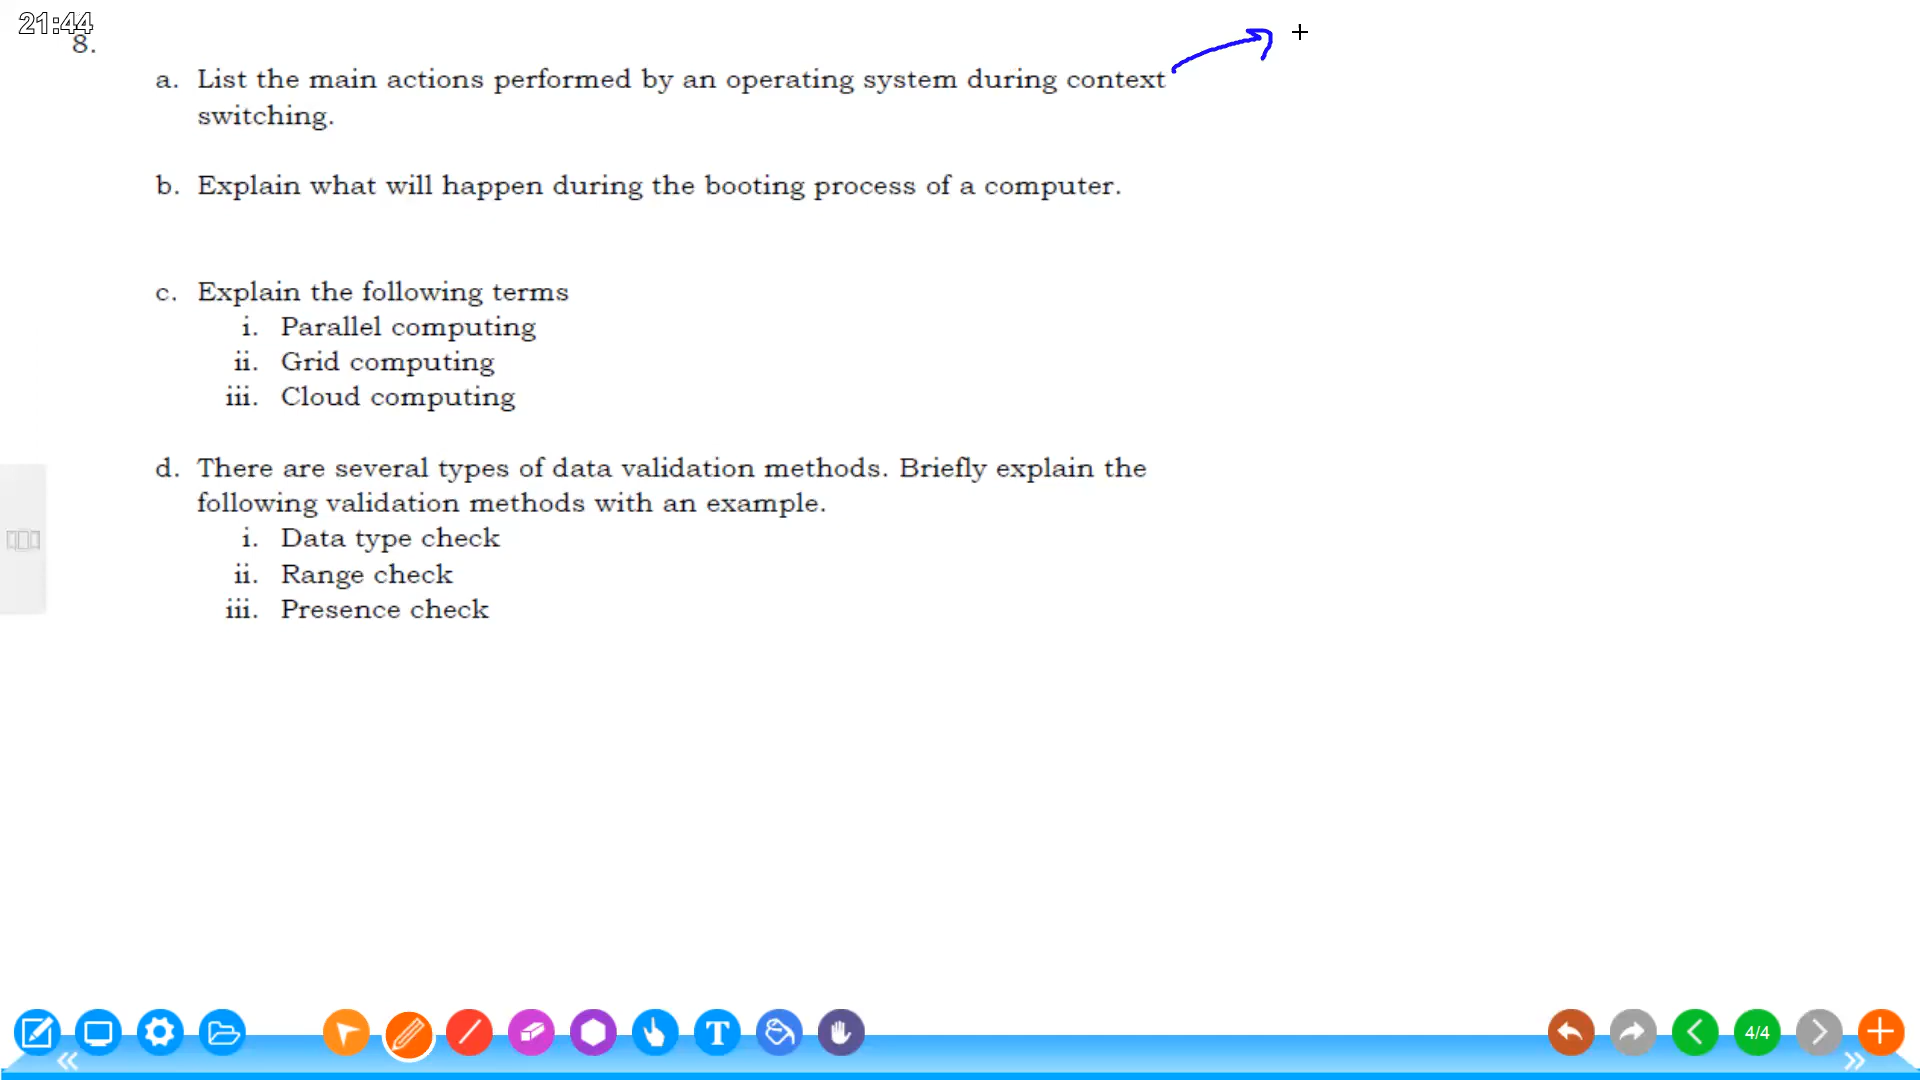 21:44
8.
a. List the main actions performed by an operating system during context
switching.
b. Explain what will happen during the booting process of a computer.
c. Explain the following terms
i. Parallel computing
ii. Grid computing
iii. Cloud computing
d. There are several types of data validation methods. Briefly explain the
following validation methods with an example.
i. Data type check
ii. Range check
iii. Presence check
T
4/4